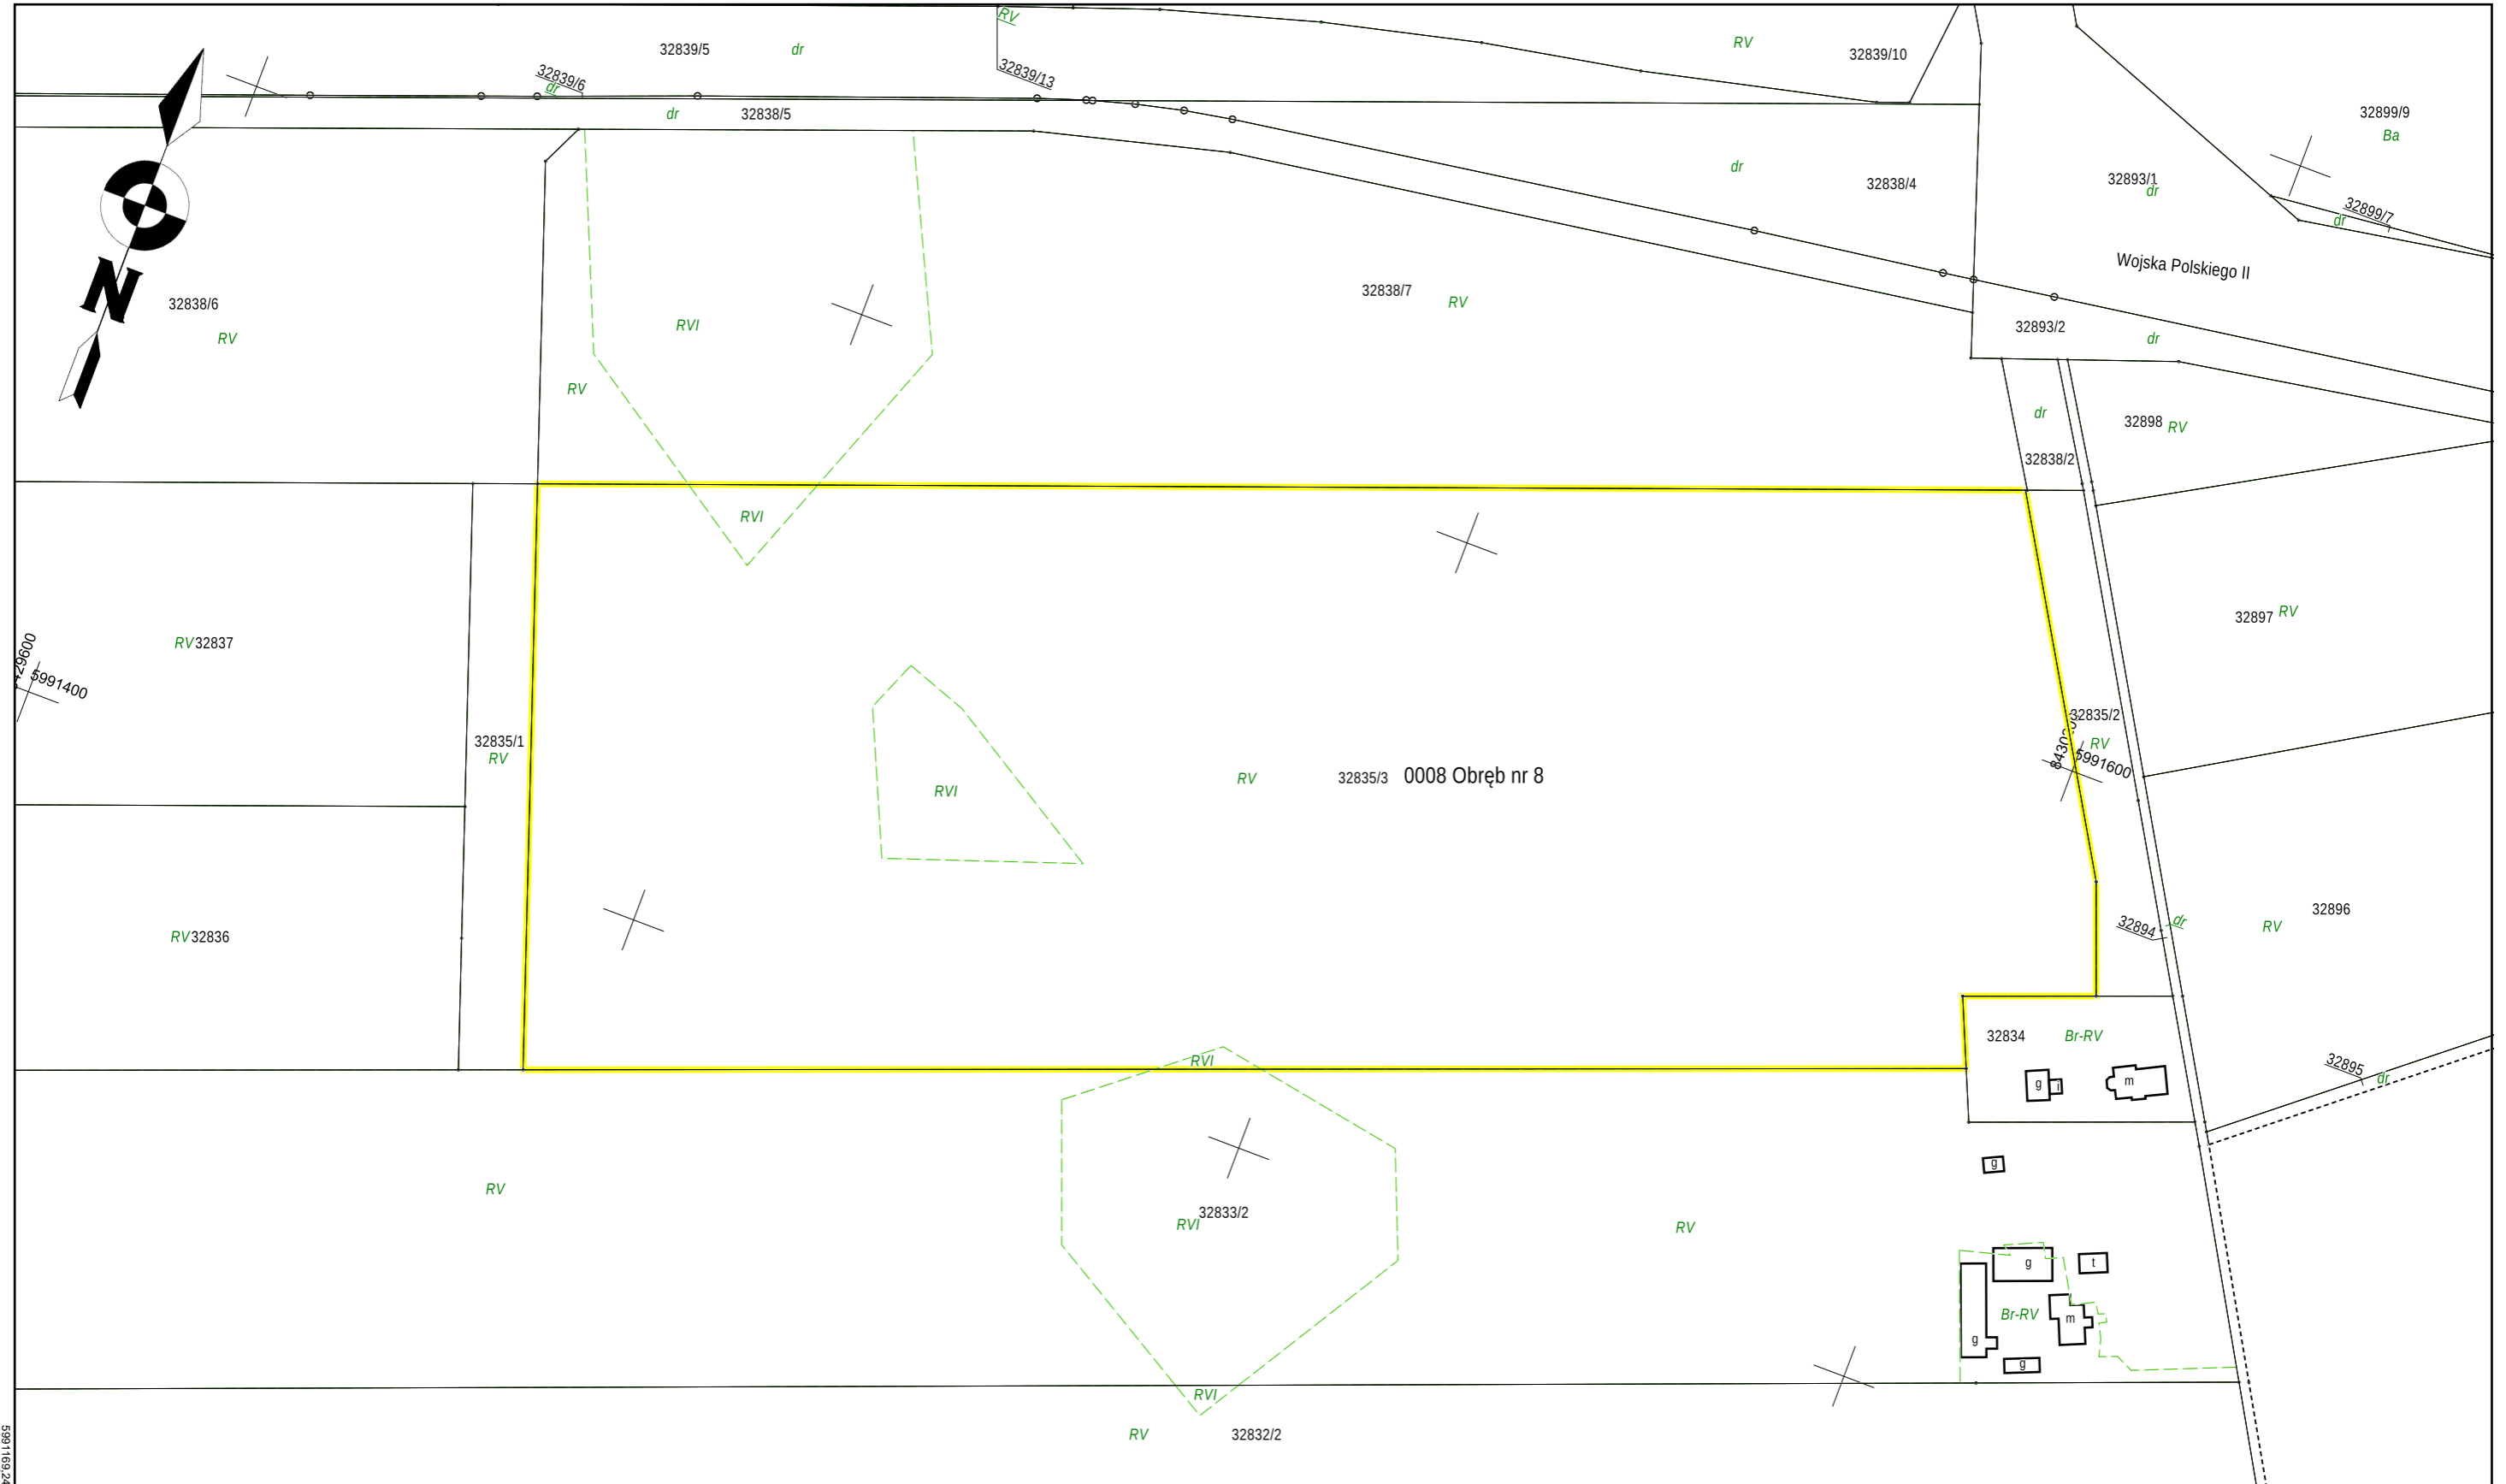 RV
32839/5 dr
RV
32839/10
32839/6
dr
32839/13
dr 32838/5
32899/9
Ba
dr
32838/4
32893/1
dr
32899/7
dr
Wojska Polskiego II
N
32838/6
RV
RVI
32838/7
RV
32893/2
dr
RV
dr
32898 RV
32838/2
RVI
RV 32837
32897 RV
5991400
32835/1
RV
32835/2
RV
5991600
RVI
RV
32835/3 0008 Obręb nr 8
RV 32836
32894
dr
32896
RV
RVI
32834 Br-RV
g i
m
32895
dr
g
RV
32833/2
RVI
RV
g
t
Br-RV
m
g
g
RVI
RV
32832/2